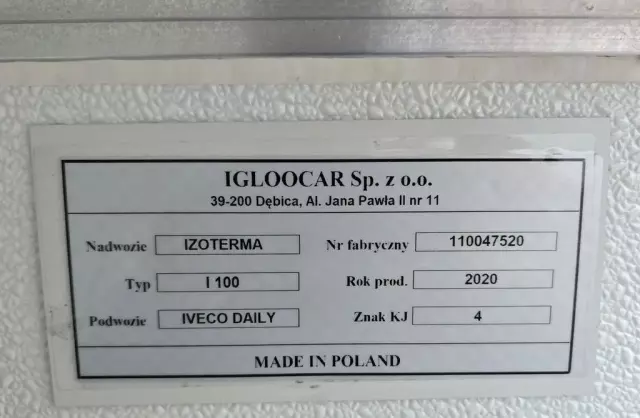 IGLOOCAR Sp. z o.o.
39-200 Dębica, Al. Jana Pawła II nr 11
Nadwozie IZOTERMA Nr fabryczny 110047520
Typ I 100 Rok prod. 2020
Podwozie IVECO DAILY Znak KJ 4
MADE IN POLAND